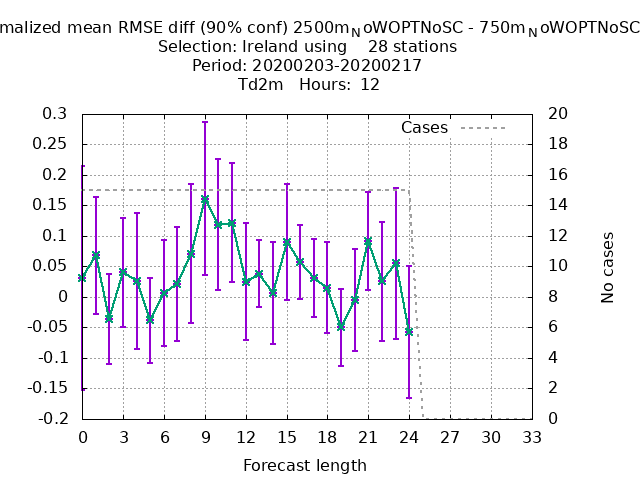 malized mean RMSE diff (90% conf) 2500mNoWOPTNoSC - 750mNoWOPTNoSC
Selection: Ireland using 28 stations
Period: 20200203-20200217
Td2m Hours: 12
Cases
0.3
0.25
0.2
0.15
0.1
0.05
0
-0.05
-0.1
-0.15
-0.2
20
18
16
14
12
10
8
6
4
2
0
No cases
0 3 6 9 12 15 18 21 24 27 30 33
Forecast length